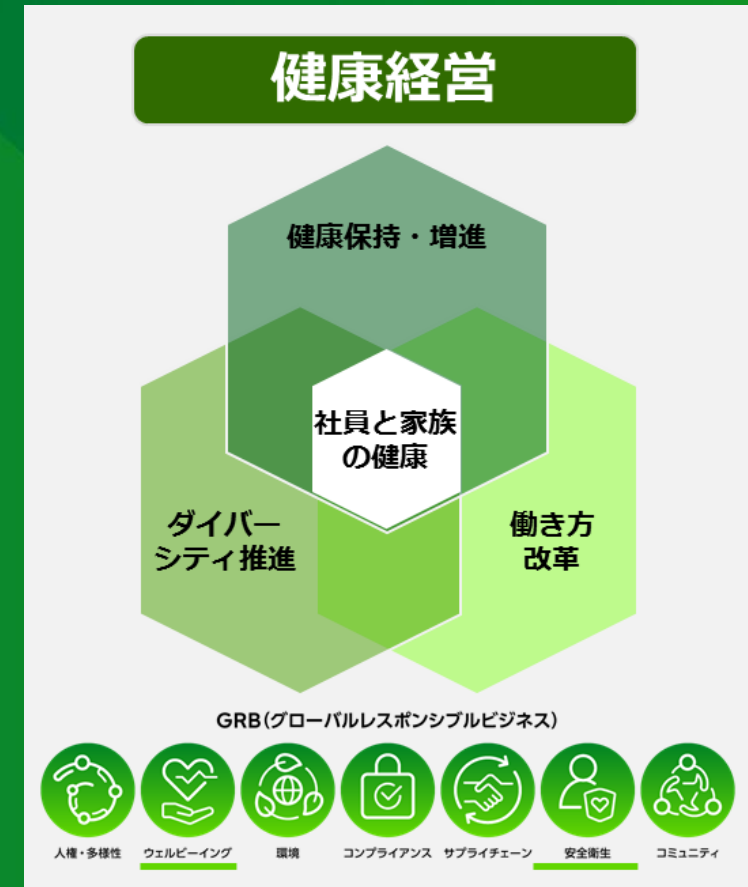 健康経営
健康保持・増進
社員と家族
の健康
ダイバー
シティ推進
働き方
改革
GRB（グローバルレスポンシブルビジネス）
人権・多様性
ウェルビーイング
環境
コンプライアンス
サプライチェーン
安全衛生
コミュニティ